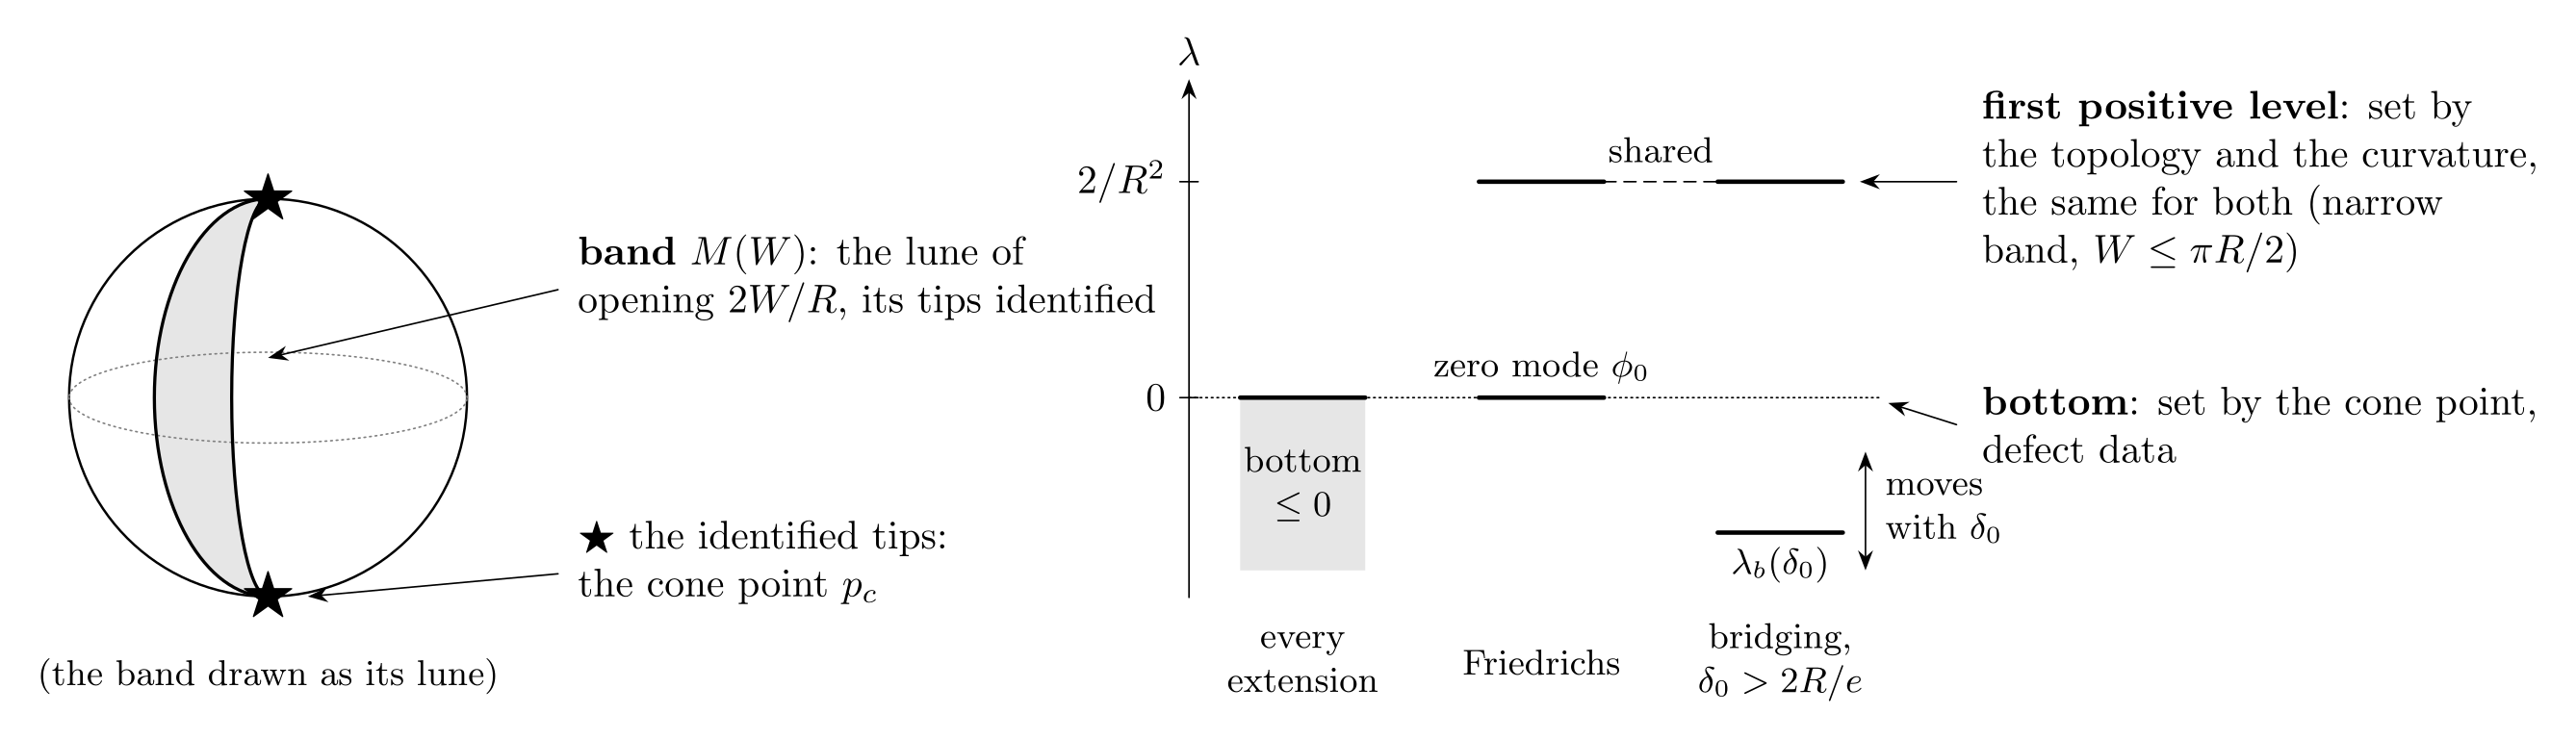 band M(W): the lune of
opening 2W/R, its tips identified
★ the identified tips:
the cone point p_c
(the band drawn as its lune)
λ
2/R²
0
shared
zero mode ϕ₀
bottom
≤ 0
λ_b(δ₀)
moves
with δ₀
every
extension
Friedrichs
bridging,
δ₀ > 2R/e
first positive level: set by
the topology and the curvature,
the same for both (narrow
band, W ≤ πR/2)
bottom: set by the cone point,
defect data